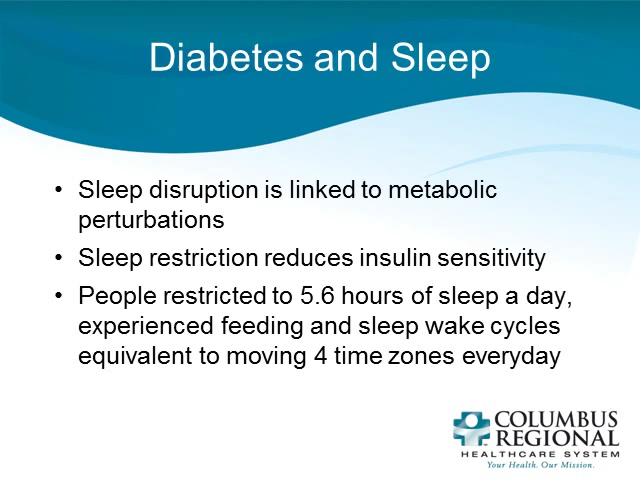 Diabetes and Sleep
• Sleep disruption is linked to metabolic
perturbations
• Sleep restriction reduces insulin sensitivity
• People restricted to 5.6 hours of sleep a day,
experienced feeding and sleep wake cycles
equivalent to moving 4 time zones everyday
COLUMBUS
REGIONAL
HEALTHCARE SYSTEM
Your Health. Our Mission.